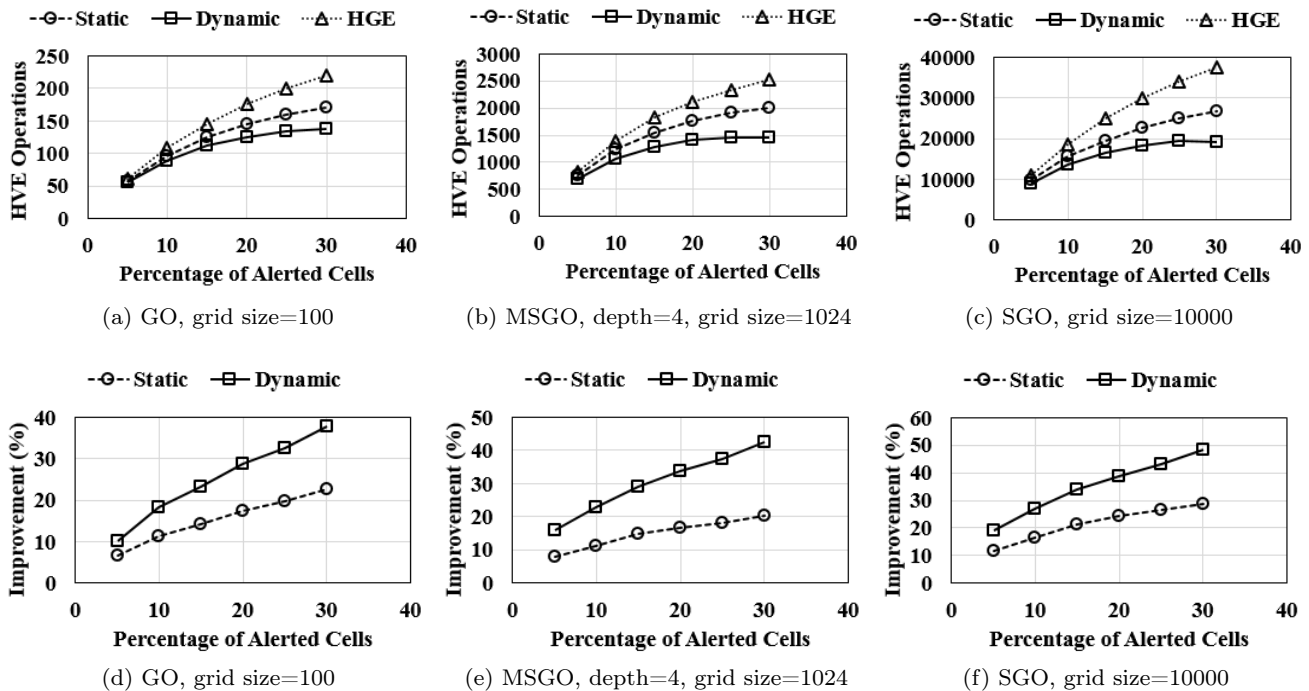 Static Dynamic HGE
HVE Operations
250
200
150
100
50
0
0 10 20 30 40
Percentage of Alerted Cells
(a) GO, grid size=100
Static Dynamic HGE
HVE Operations
3000
2500
2000
1500
1000
500
0
0 10 20 30 40
Percentage of Alerted Cells
(b) MSGO, depth=4, grid size=1024
Static Dynamic HGE
HVE Operations
40000
30000
20000
10000
0
0 10 20 30 40
Percentage of Alerted Cells
(c) SGO, grid size=10000
Static Dynamic
Improvement (%)
40
30
20
10
0
0 10 20 30 40
Percentage of Alerted Cells
(d) GO, grid size=100
Static Dynamic
Improvement (%)
50
40
30
20
10
0
0 10 20 30 40
Percentage of Alerted Cells
(e) MSGO, depth=4, grid size=1024
Static Dynamic
Improvement (%)
60
50
40
30
20
10
0
0 10 20 30 40
Percentage of Alerted Cells
(f) SGO, grid size=10000